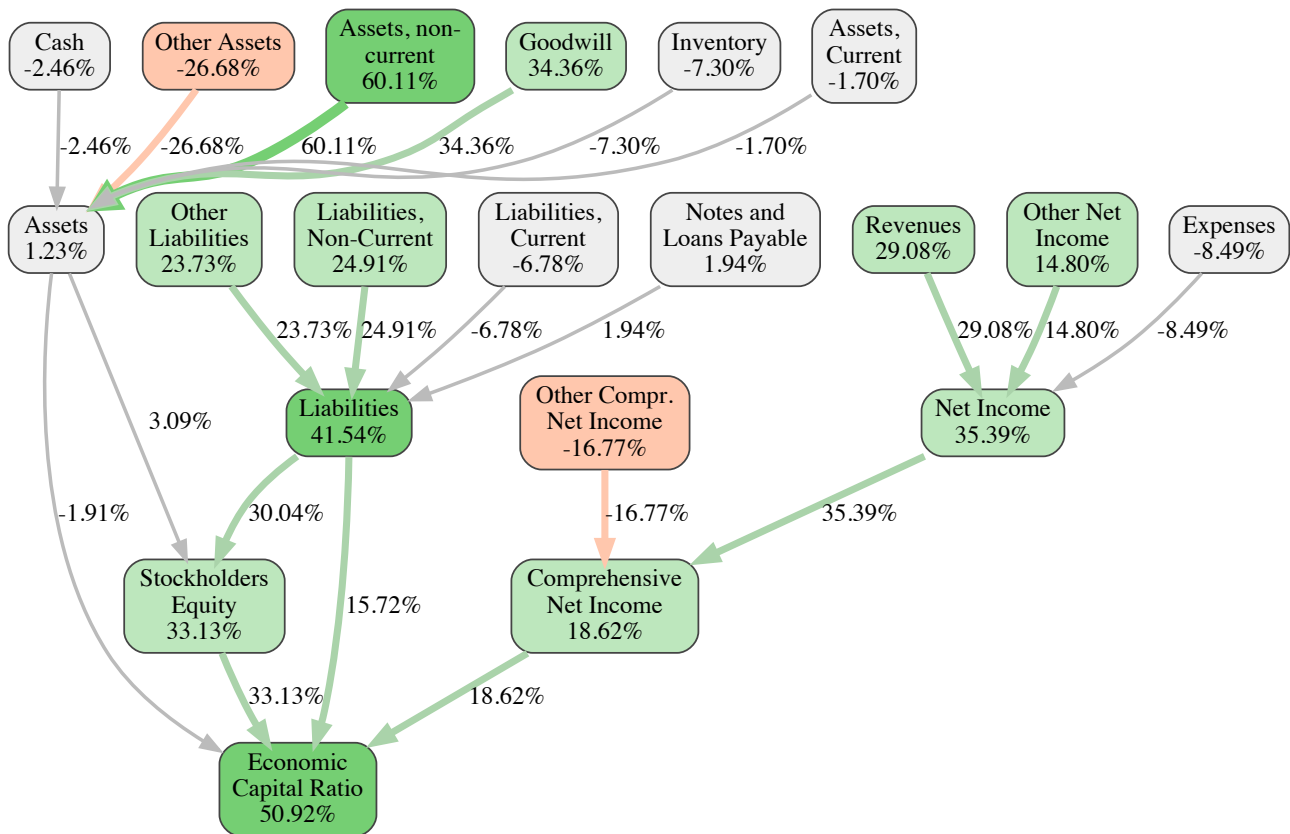 Cash
-2.46%
Other Assets
-26.68%
Assets, non-
current
60.11%
Goodwill
34.36%
Inventory
-7.30%
Assets,
Current
-1.70%
-2.46%
-26.68%
60.11%
34.36%
-7.30%
-1.70%
Assets
1.23%
Other
Liabilities
23.73%
Liabilities,
Non-Current
24.91%
Liabilities,
Current
-6.78%
Notes and
Loans Payable
1.94%
Revenues
29.08%
Other Net
Income
14.80%
Expenses
-8.49%
23.73%
24.91%
-6.78%
1.94%
29.08%
14.80%
-8.49%
3.09%
Liabilities
41.54%
Other Compr.
Net Income
-16.77%
Net Income
35.39%
-1.91%
30.04%
-16.77%
35.39%
Stockholders
Equity
33.13%
15.72%
Comprehensive
Net Income
18.62%
33.13%
18.62%
Economic
Capital Ratio
50.92%